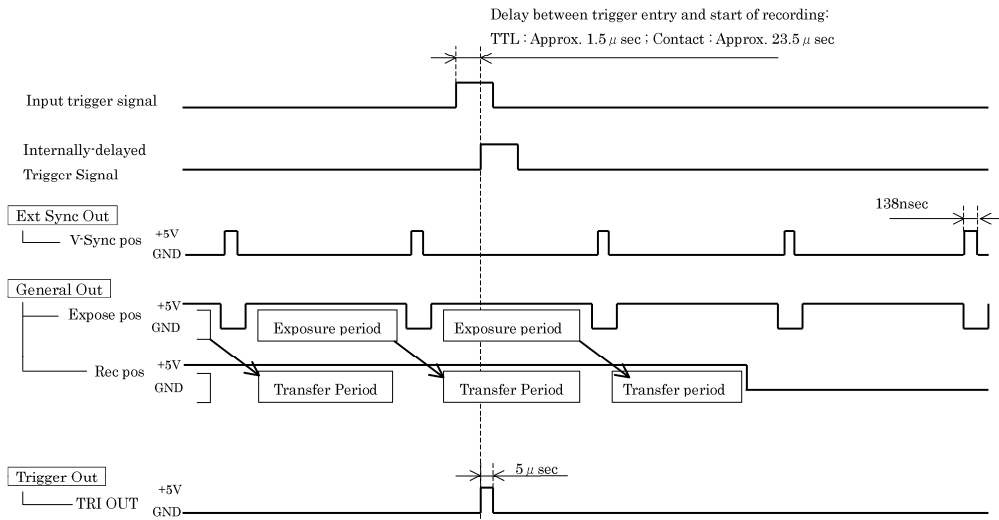 Delay between trigger entry and start of recording:
TTL : Approx. 1.5 μ sec ; Contact : Approx. 23.5 μ sec
Input trigger signal
Internally-delayed
Trigger Signal
138nsec
Ext Sync Out
V-Sync pos
+5V
GND
General Out
Expose pos
+5V
GND
Exposure period
Exposure period
Rec pos
+5V
GND
Transfer Period
Transfer Period
Transfer period
5 μ sec
Trigger Out
TRI OUT
+5V
GND